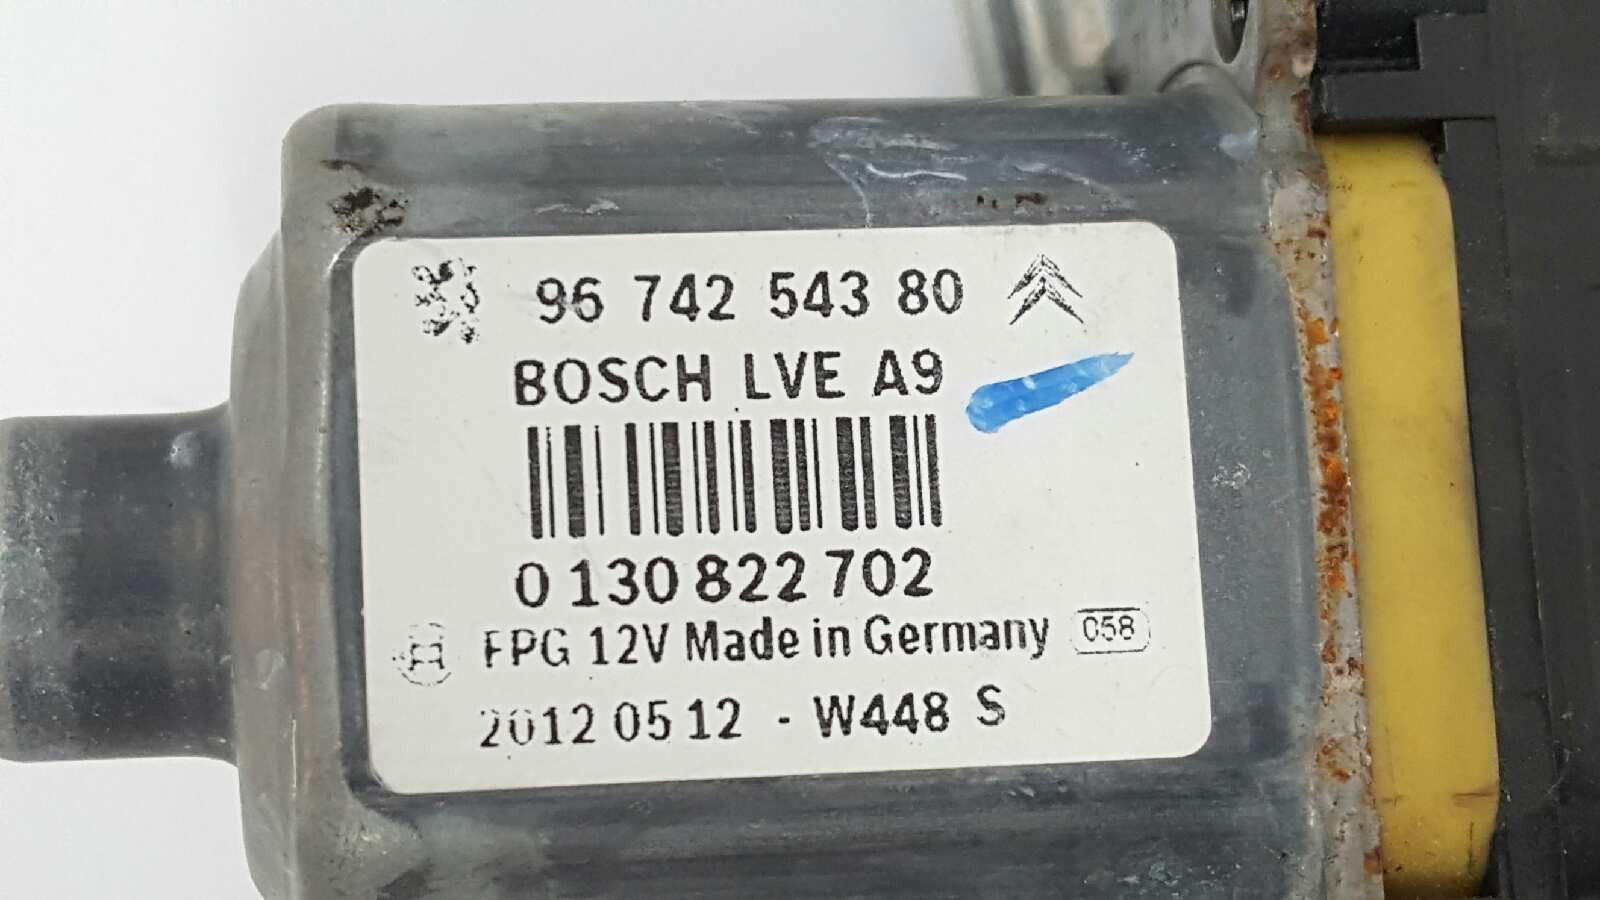 96 742 543 80
BOSCH LVE A9
0 130 822 702
FPG 12V Made in Germany 058
2012 05 12 - W448 S